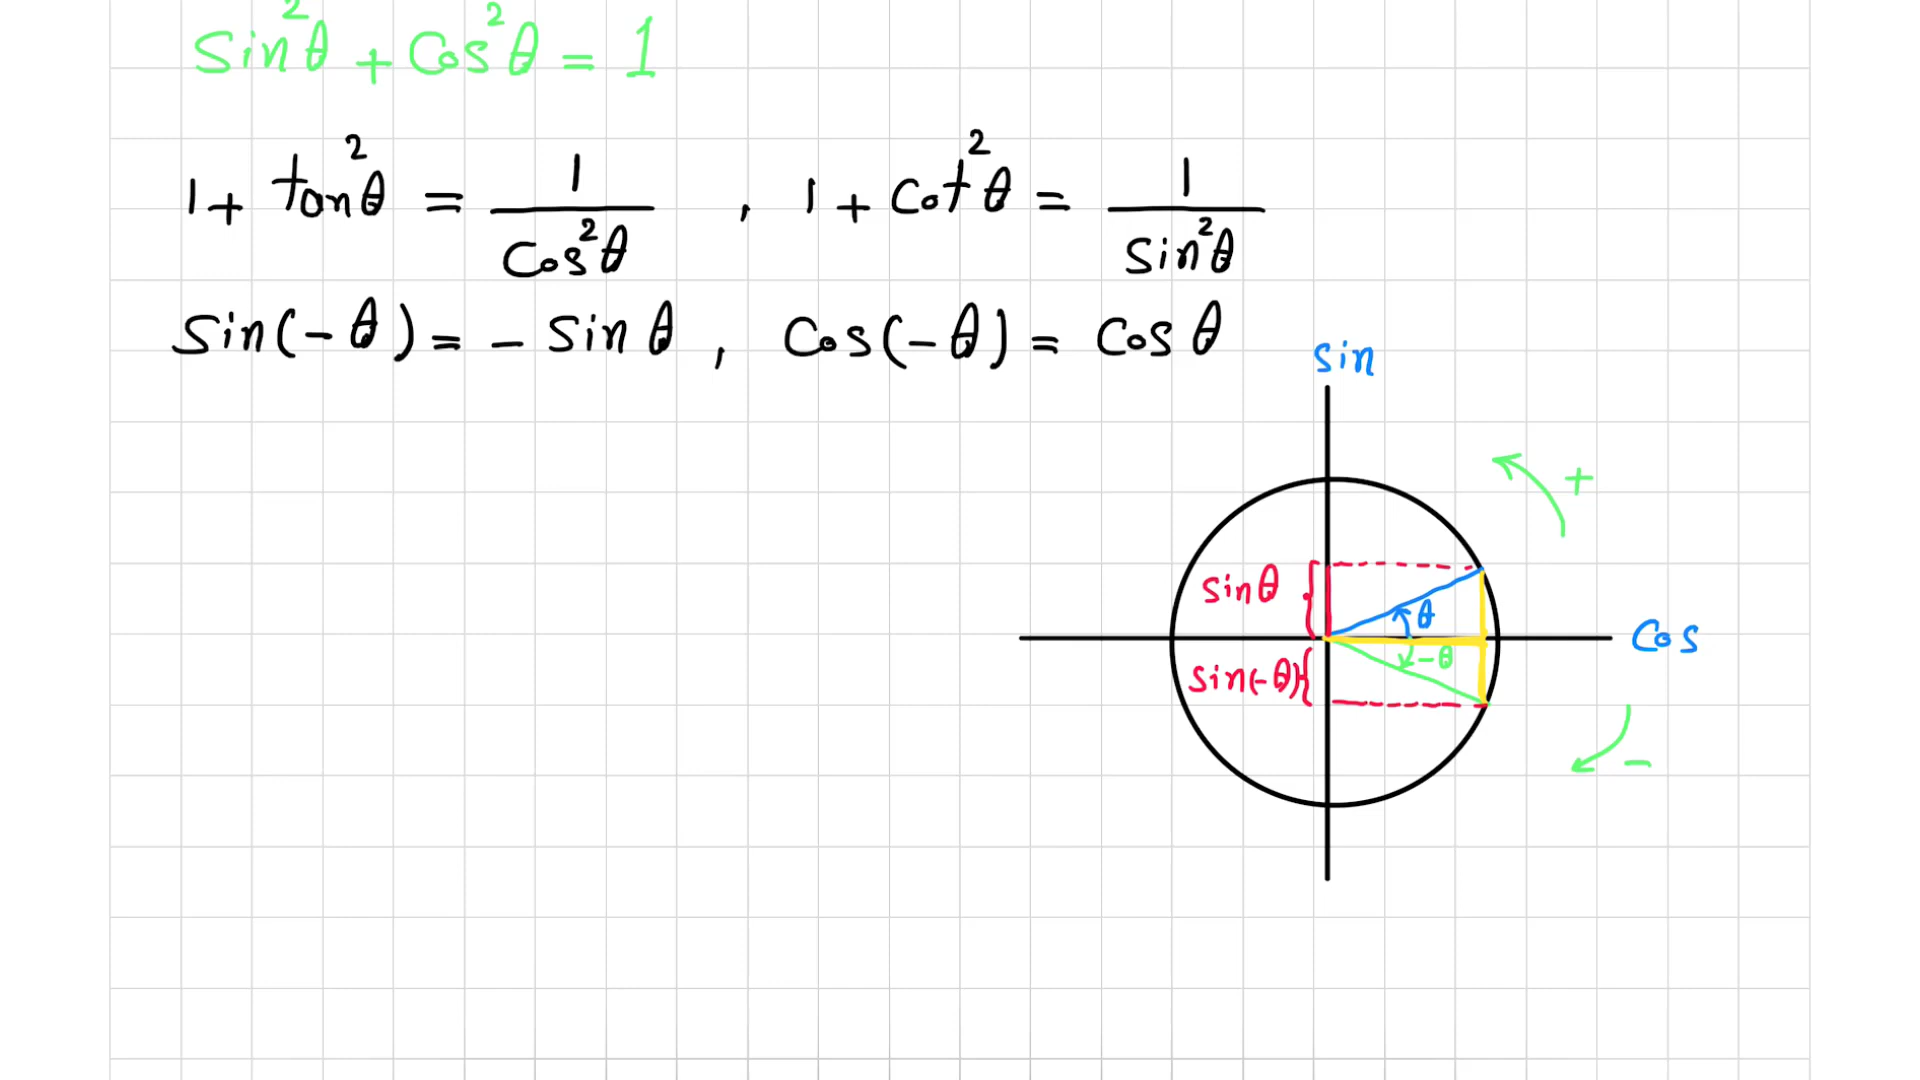 sin²θ + cos²θ = 1
1 + tan²θ = 1/cos²θ , 1 + cot²θ = 1/sin²θ
sin(-θ) = - sin θ , cos(-θ) = cos θ
sin
+
sinθ
θ
cos
-θ
sin(-θ)
-